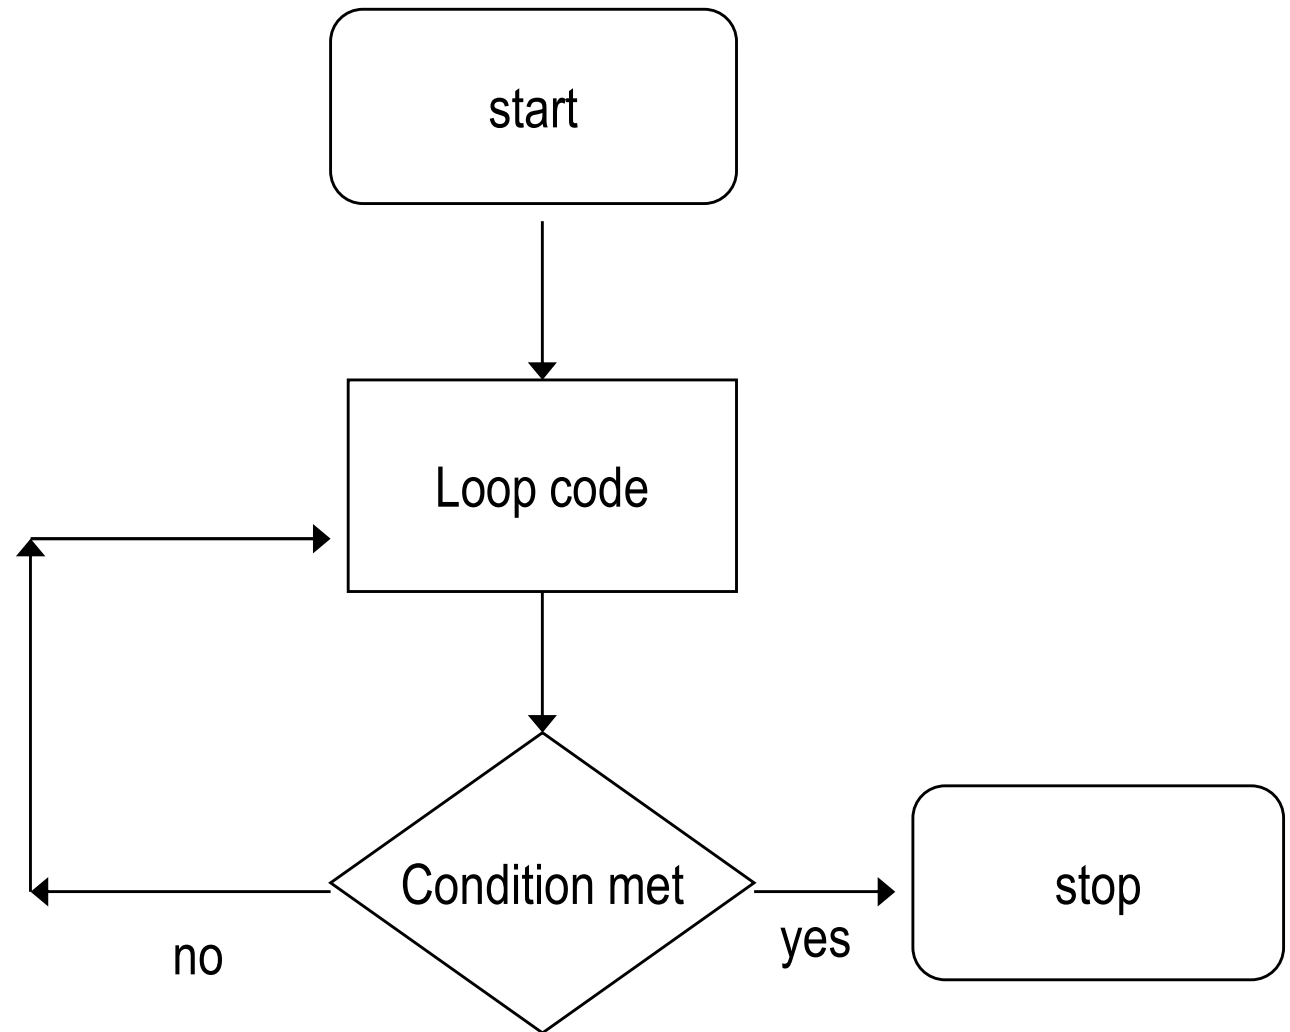 start
Loop code
Condition met
stop
yes
no